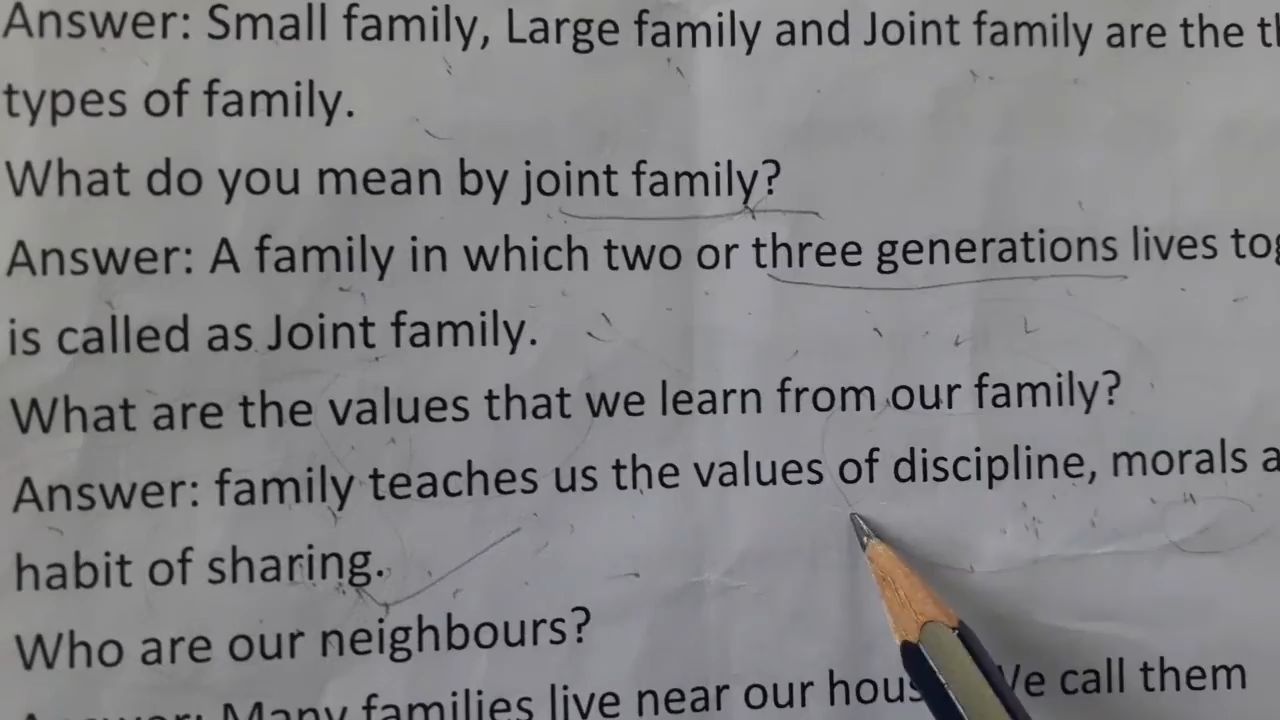 Answer: Small family, Large family and Joint family are the
types of family.
What do you mean by joint family?
Answer: A family in which two or three generations lives
is called as Joint family.
What are the values that we learn from our family?
Answer: family teaches us the values of discipline, morals
habit of sharing.
Who are our neighbours?
Answer: Many families live near our We call them